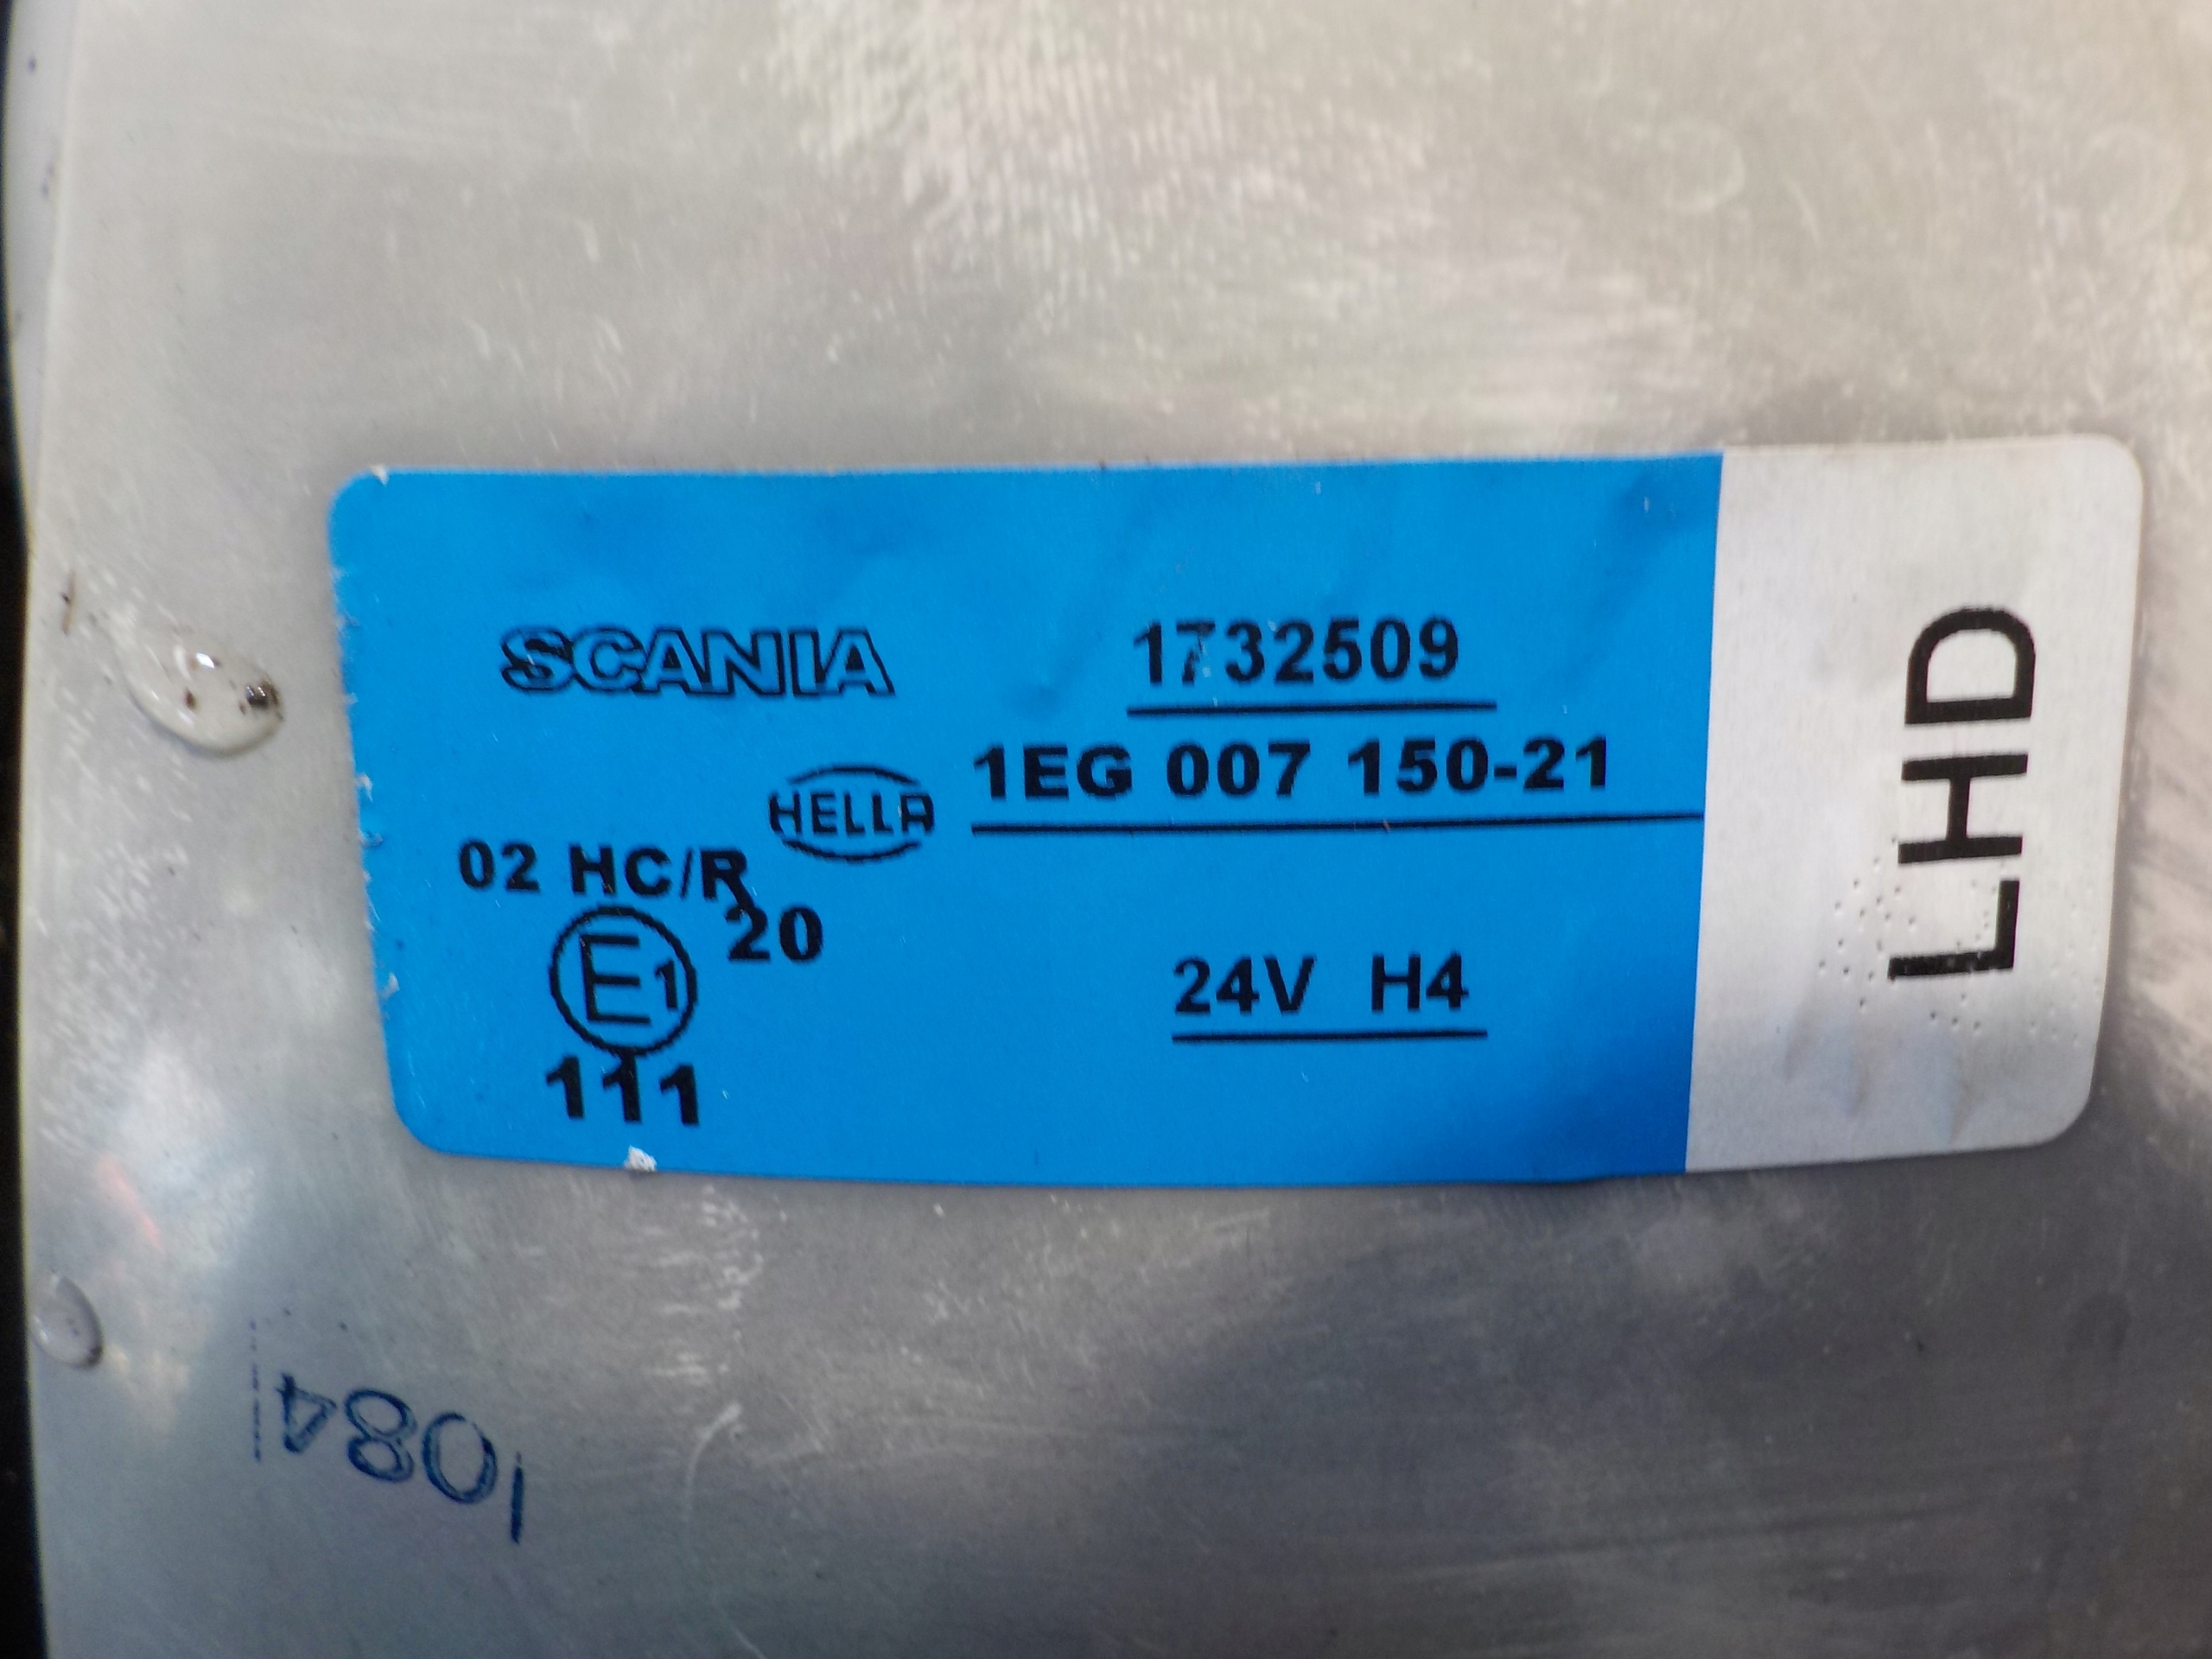 SCANIA 1732509
HELLA 1EG 007 150-21
02 HC/R
20
E1
24V H4
111
LHD
1084